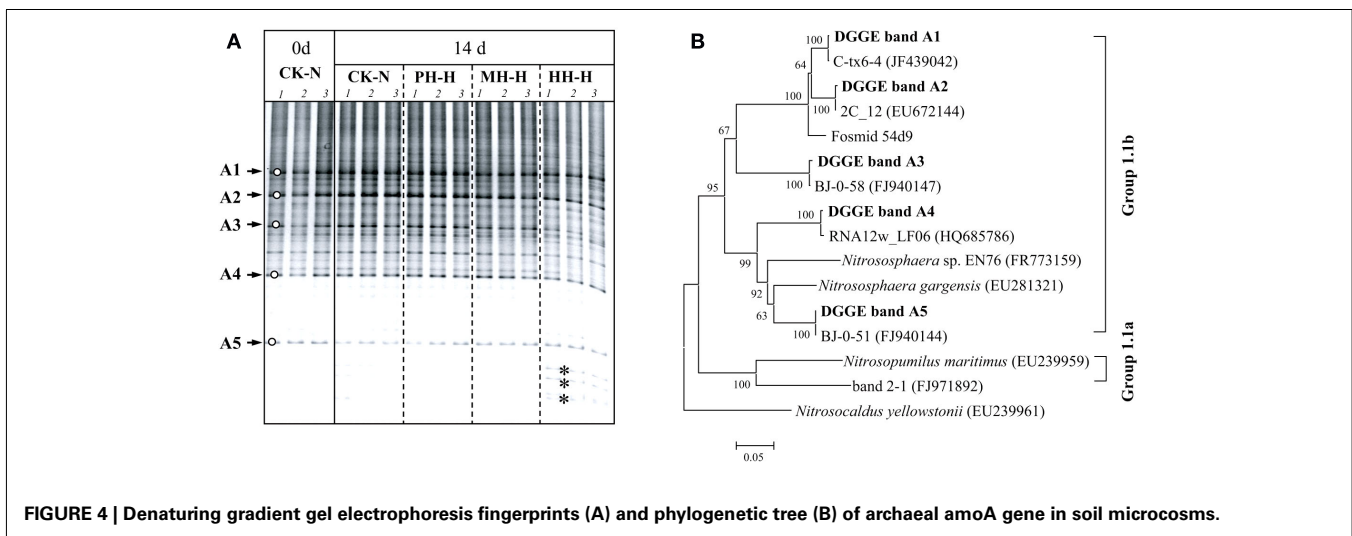 A
0d
14 d
CK-N
CK-N PH-H MH-H HH-H
1 2 3 1 2 3 1 2 3 1 2 3 1 2 3
A1
A2
A3
A4
A5
*
*
*
B
100 DGGE band A1
C-tx6-4 (JF439042)
64
DGGE band A2
100
100 2C_12 (EU672144)
Fosmid 54d9
67
DGGE band A3
100 BJ-0-58 (FJ940147)
95
100 DGGE band A4
RNA12w_LF06 (HQ685786)
99 Nitrososphaera sp. EN76 (FR773159)
Nitrososphaera gargensis (EU281321)
92
63 DGGE band A5
100 BJ-0-51 (FJ940144)
Nitrosopumilus maritimus (EU239959)
100 band 2-1 (FJ971892)
Nitrosocaldus yellowstonii (EU239961)
0.05
Group 1.1b
Group 1.1a
FIGURE 4 | Denaturing gradient gel electrophoresis fingerprints (A) and phylogenetic tree (B) of archaeal amoA gene in soil microcosms.